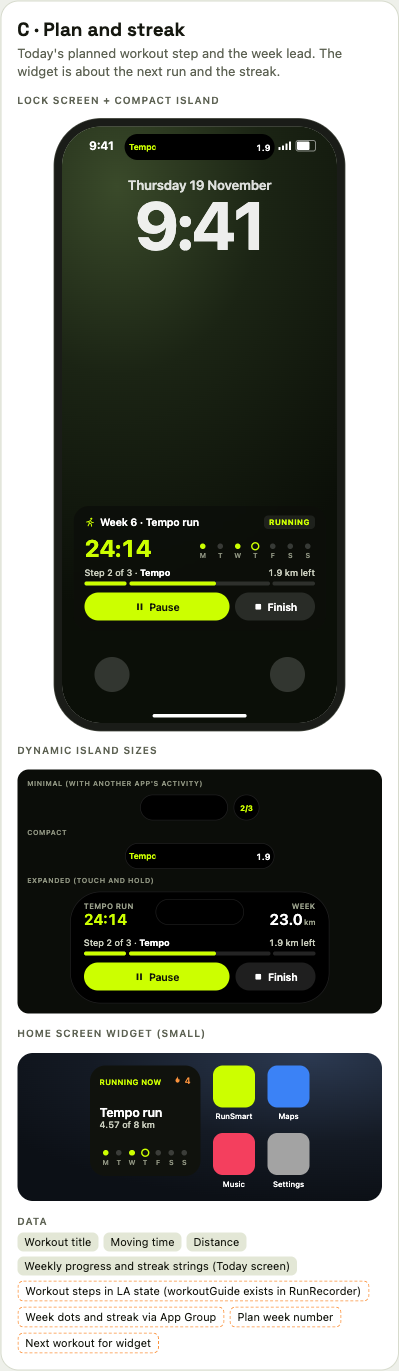 C · Plan and streak
Today's planned workout step and the week lead. The
widget is about the next run and the streak.
LOCK SCREEN + COMPACT ISLAND
9:41
Tempo
1.9
Thursday 19 November
9:41
Week 6 · Tempo run
RUNNING
24:14
M T W T F S S
Step 2 of 3 · Tempo
1.9 km left
Pause
Finish
DYNAMIC ISLAND SIZES
MINIMAL (WITH ANOTHER APP'S ACTIVITY)
2/3
COMPACT
Tempo
1.9
EXPANDED (TOUCH AND HOLD)
TEMPO RUN
WEEK
24:14
23.0 km
Step 2 of 3 · Tempo
1.9 km left
Pause
Finish
HOME SCREEN WIDGET (SMALL)
RUNNING NOW
4
Tempo run
4.57 of 8 km
M T W T F S S
RunSmart
Maps
Music
Settings
DATA
Workout title
Moving time
Distance
Weekly progress and streak strings (Today screen)
Workout steps in LA state (workoutGuide exists in RunRecorder)
Week dots and streak via App Group
Plan week number
Next workout for widget